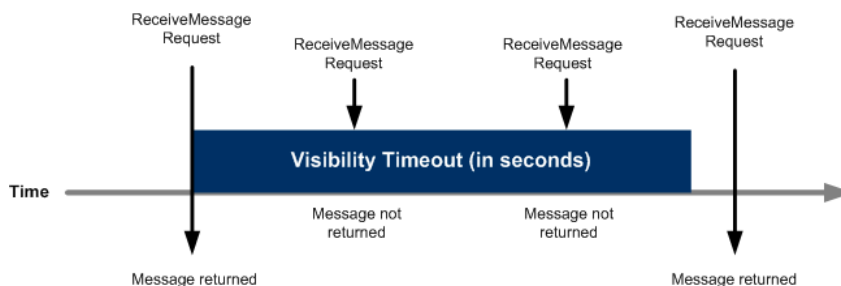 ReceiveMessage
Request
ReceiveMessage
Request
ReceiveMessage
Request
ReceiveMessage
Request
Visibility Timeout (in seconds)
Time
Message not
returned
Message not
returned
Message returned
Message returned